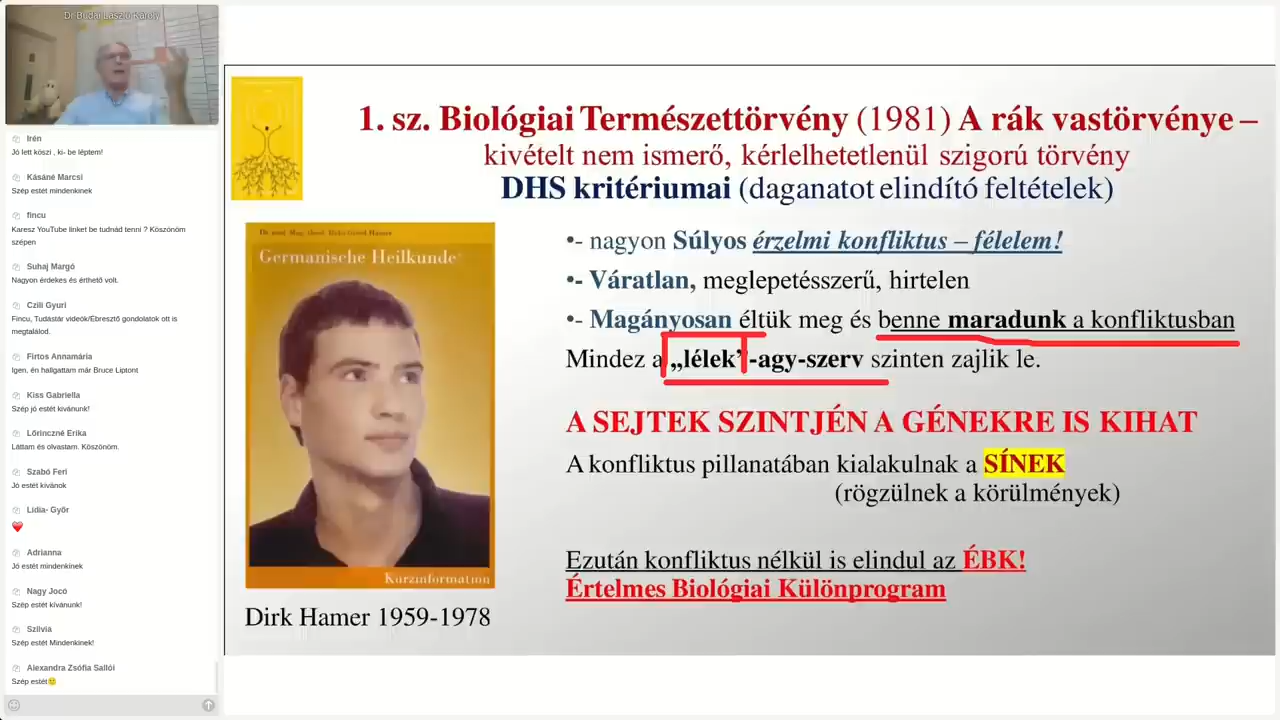 Dr Budai László Károly
Irén
Jó lett köszi , ki- be léptem!
Kásáné Marcsi
Szép estét mindenkinek
fincu
Karesz YouTube linket be tudnád tenni ? Köszönöm
szépen
Suhaj Margó
Nagyon érdekes és érthető volt.
Czili Gyuri
Fincu, Tudástár videók/Ébresztő gondolatok ott is
megtalálod.
Firtos Annamária
Igen, én hallgattam már Bruce Liptont
Kiss Gabriella
Szép jó estét kívánunk!
Lőrinczné Erika
Láttam és olvastam. Köszönöm.
Szabó Feri
Jó estét kívánok
Lídia- Győr
❤️
Adrianna
Jó estét mindenkinek
Nagy Jocó
Szép estét kívánunk!
Szilvia
Szép estét Mindenkinek!
Alexandra Zsófia Sallói
Szép estét🙂
1. sz. Biológiai Természettörvény (1981) A rák vastörvénye –
kivételt nem ismerő, kérlelhetetlenül szigorú törvény
DHS kritériumai (daganatot elindító feltételek)
Dr. med. Mag. theol. Ryke Geerd Hamer
Germanische Heilkunde
Kurzinformation
Dirk Hamer 1959-1978
•- nagyon Súlyos érzelmi konfliktus – félelem!
•- Váratlan, meglepetésszerű, hirtelen
•- Magányosan éltük meg és benne maradunk a konfliktusban
Mindez a „lélek”-agy-szerv szinten zajlik le.
A SEJTEK SZINTJÉN A GÉNEKRE IS KIHAT
A konfliktus pillanatában kialakulnak a SÍNEK
(rögzülnek a körülmények)
Ezután konfliktus nélkül is elindul az ÉBK!
Értelmes Biológiai Különprogram